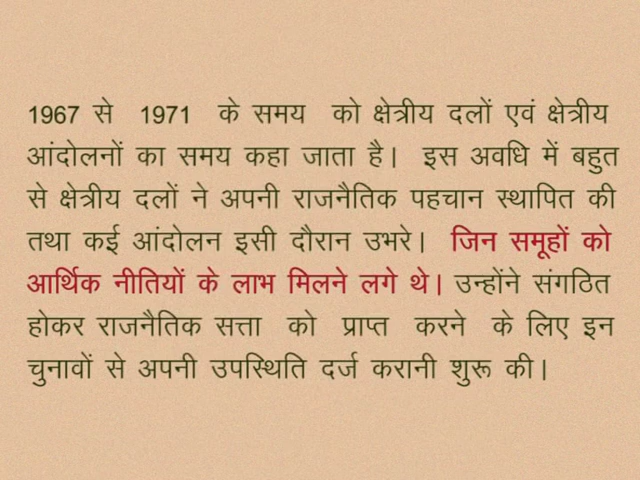 1967 से 1971 के समय को क्षेत्रीय दलों एवं क्षेत्रीय
आंदोलनों का समय कहा जाता है। इस अवधि में बहुत
से क्षेत्रीय दलों ने अपनी राजनैतिक पहचान स्थापित की
तथा कई आंदोलन इसी दौरान उभरे। जिन समूहों को
आर्थिक नीतियों के लाभ मिलने लगे थे। उन्होंने संगठित
होकर राजनैतिक सत्ता को प्राप्त करने के लिए इन
चुनावों से अपनी उपस्थिति दर्ज करानी शुरू की।